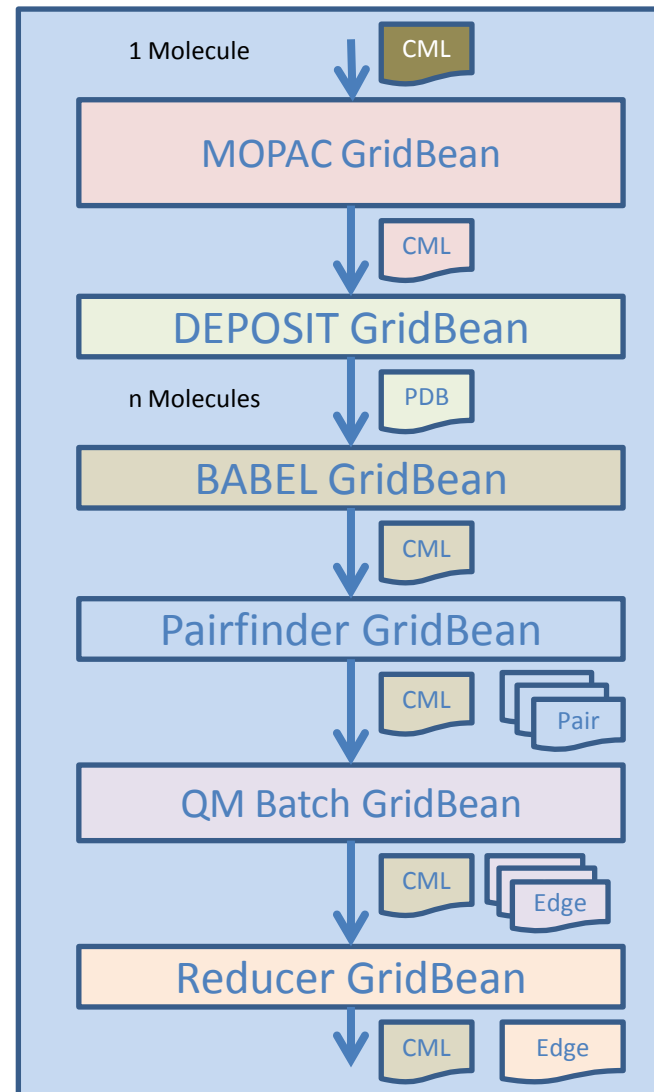 1 Molecule
CML
MOPAC GridBean
CML
DEPOSIT GridBean
n Molecules
PDB
BABEL GridBean
CML
Pairfinder GridBean
CML
Pair
QM Batch GridBean
CML
Edge
Reducer GridBean
CML
Edge